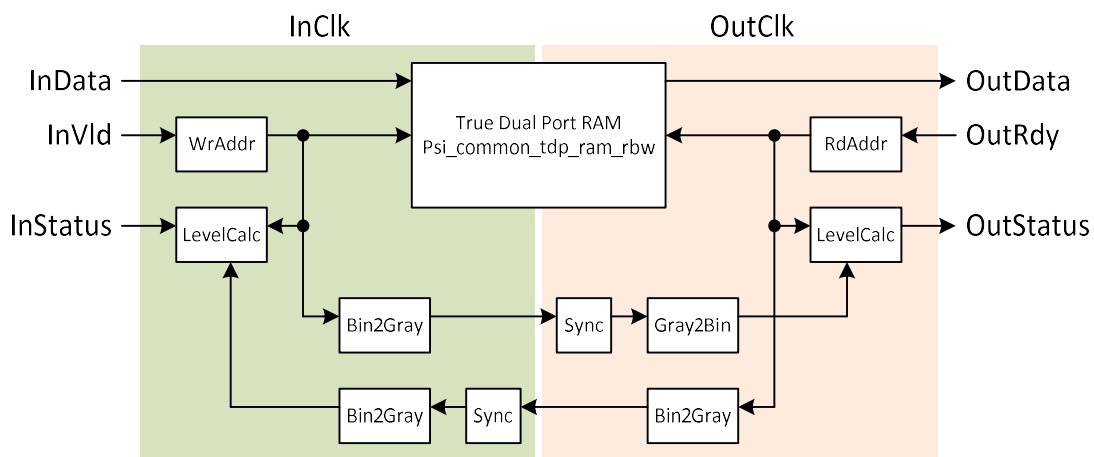 InClk
OutClk
InData
OutData
InVld
WrAddr
True Dual Port RAM
Psi_common_tdp_ram_rbw
RdAddr
OutRdy
InStatus
LevelCalc
LevelCalc
OutStatus
Bin2Gray
Sync
Gray2Bin
Bin2Gray
Sync
Bin2Gray